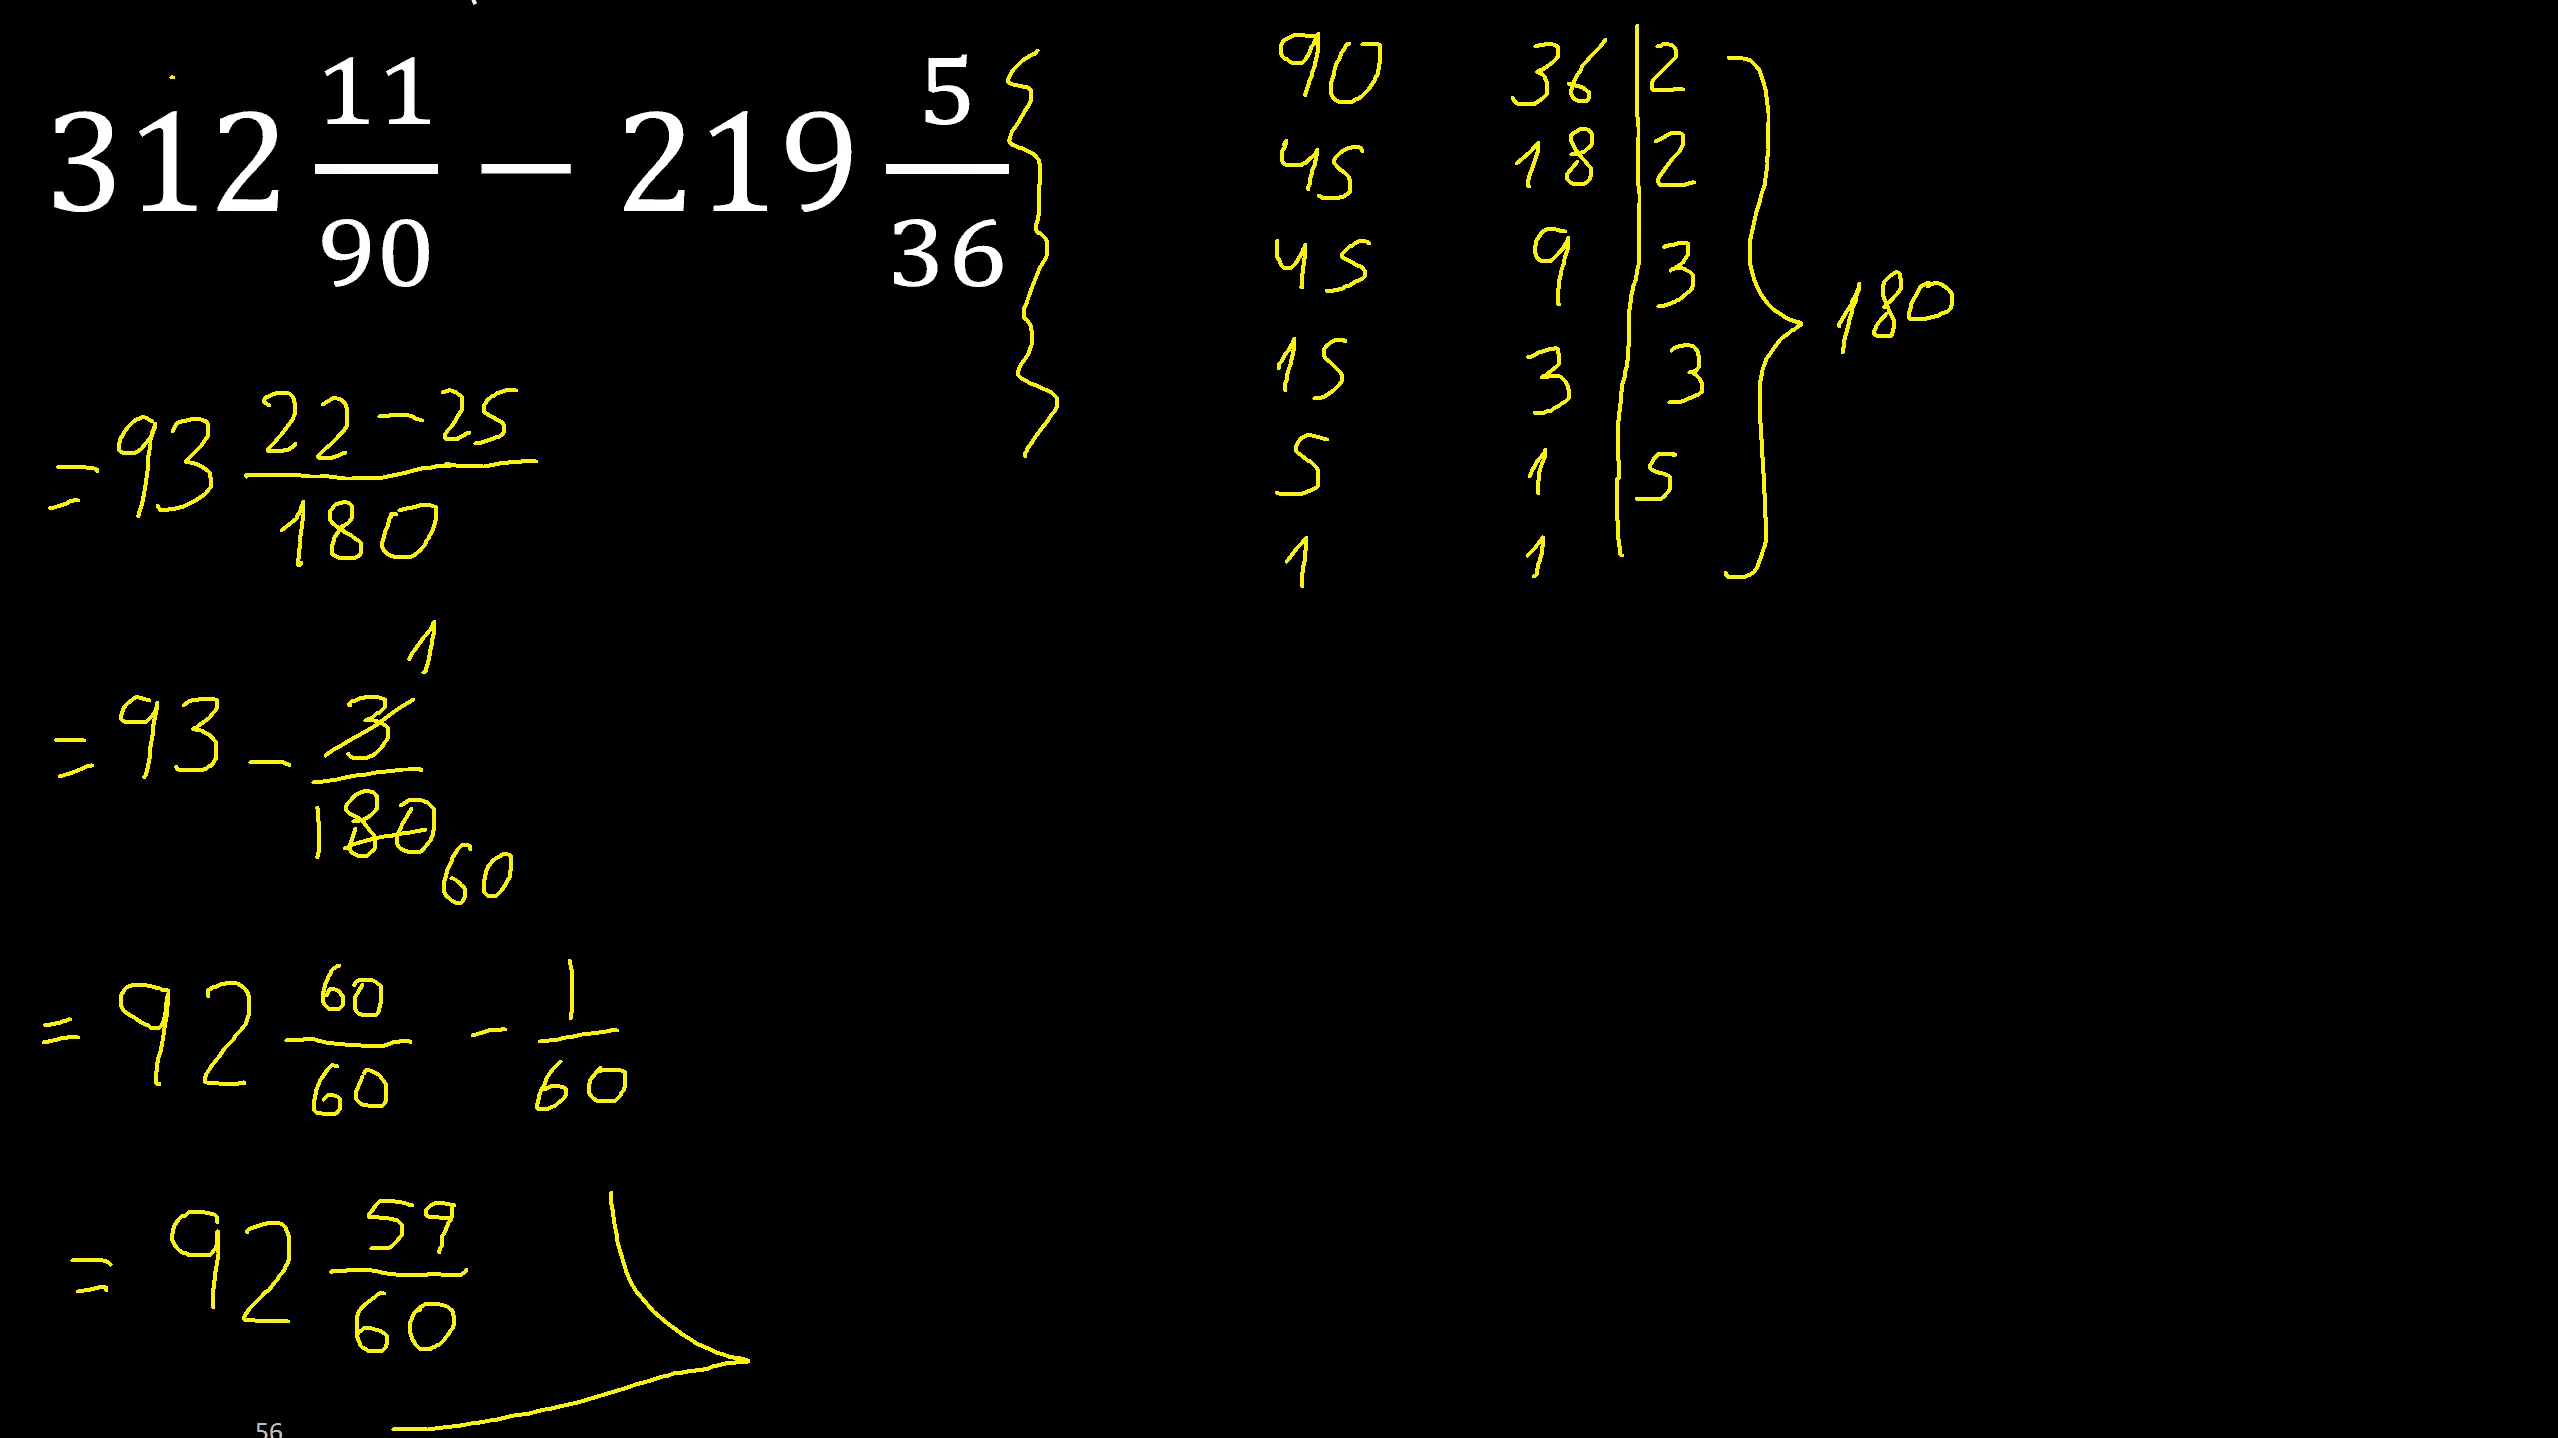 312 11/90 − 219 5/36
= 93 (22 − 25)/180
1
= 93 − 3/180
60
= 92 60/60 − 1/60
= 92 59/60
90 36 | 2
45 18 | 2
45 9 | 3
15 3 | 3
5 1 | 5
1 1
180
56